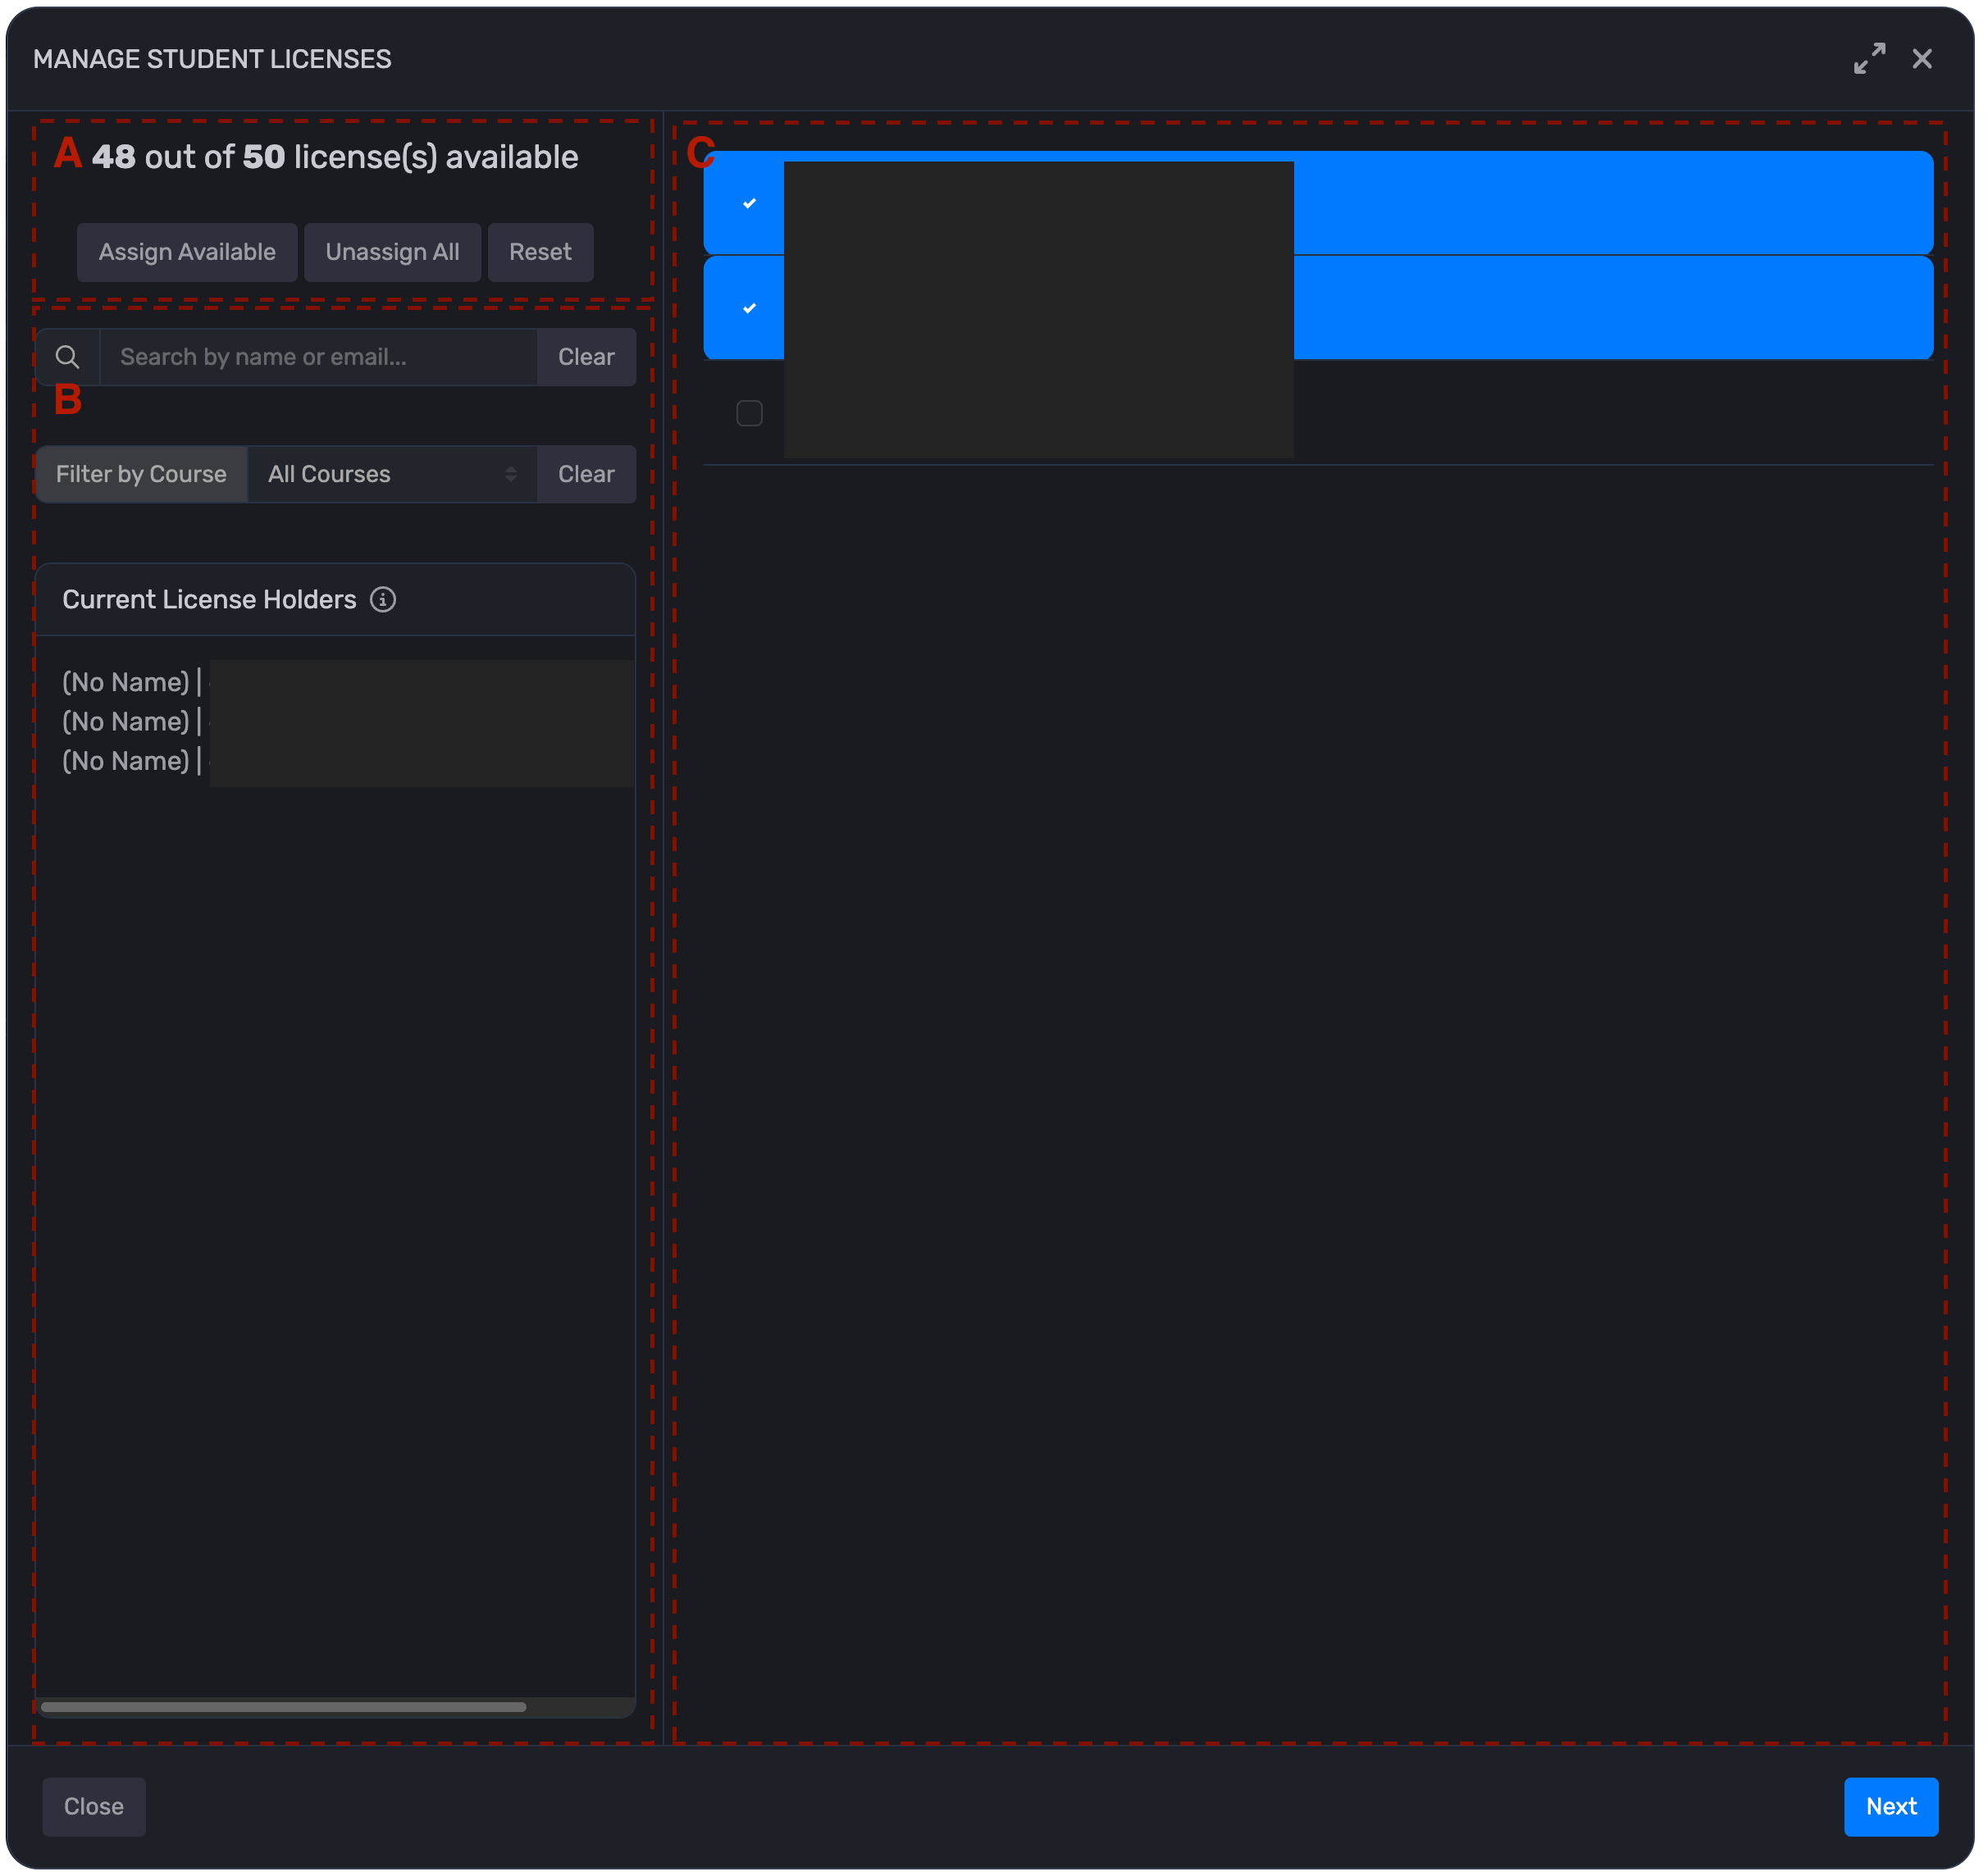 MANAGE STUDENT LICENSES
A
48 out of 50 license(s) available
Assign Available
Unassign All
Reset
Search by name or email...
Clear
B
Filter by Course
All Courses
Clear
Current License Holders
(No Name) |
(No Name) |
(No Name) |
C
Close
Next